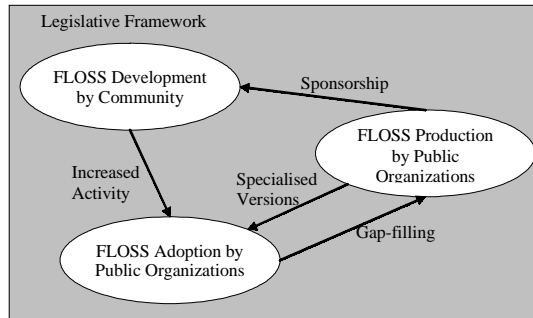 Legislative Framework
FLOSS Development
by Community
Sponsorship
FLOSS Production
by Public
Organizations
Increased
Activity
Specialised
Versions
Gap-filling
FLOSS Adoption by
Public Organizations